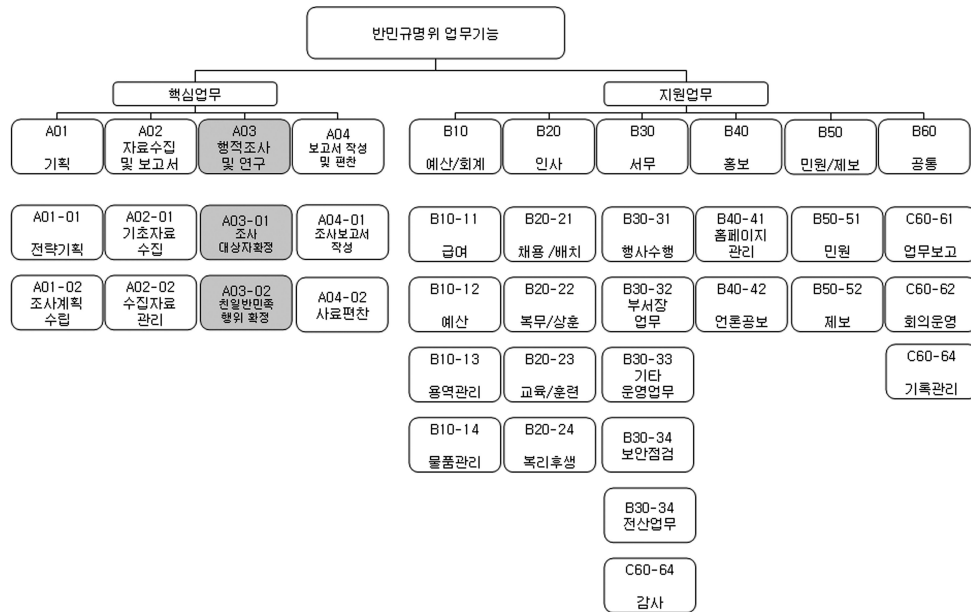 반민규명위 업무기능
핵심업무
지원업무
A01
기획
A02
자료수집
및 보고서
A03
행적조사
및 연구
A04
보고서 작성
및 편찬
B10
예산/회계
B20
인사
B30
서무
B40
홍보
B50
민원/제보
B60
공통
A01-01
전략기획
A02-01
기초자료
수집
A03-01
조사
대상자확정
A04-01
조사보고서
작성
B10-11
급여
B20-21
채용 /배치
B30-31
행사수행
B40-41
홈페이지
관리
B50-51
민원
C60-61
업무보고
A01-02
조사계획
수립
A02-02
수집자료
관리
A03-02
친일반민족
행위 확정
A04-02
사료편찬
B10-12
예산
B20-22
복무/상훈
B30-32
부서장
업무
B40-42
언론공보
B50-52
제보
C60-62
회의운영
B10-13
용역관리
B20-23
교육/훈련
B30-33
기타
운영업무
C60-64
기록관리
B10-14
물품관리
B20-24
복리후생
B30-34
보안점검
B30-34
전산업무
C60-64
감사